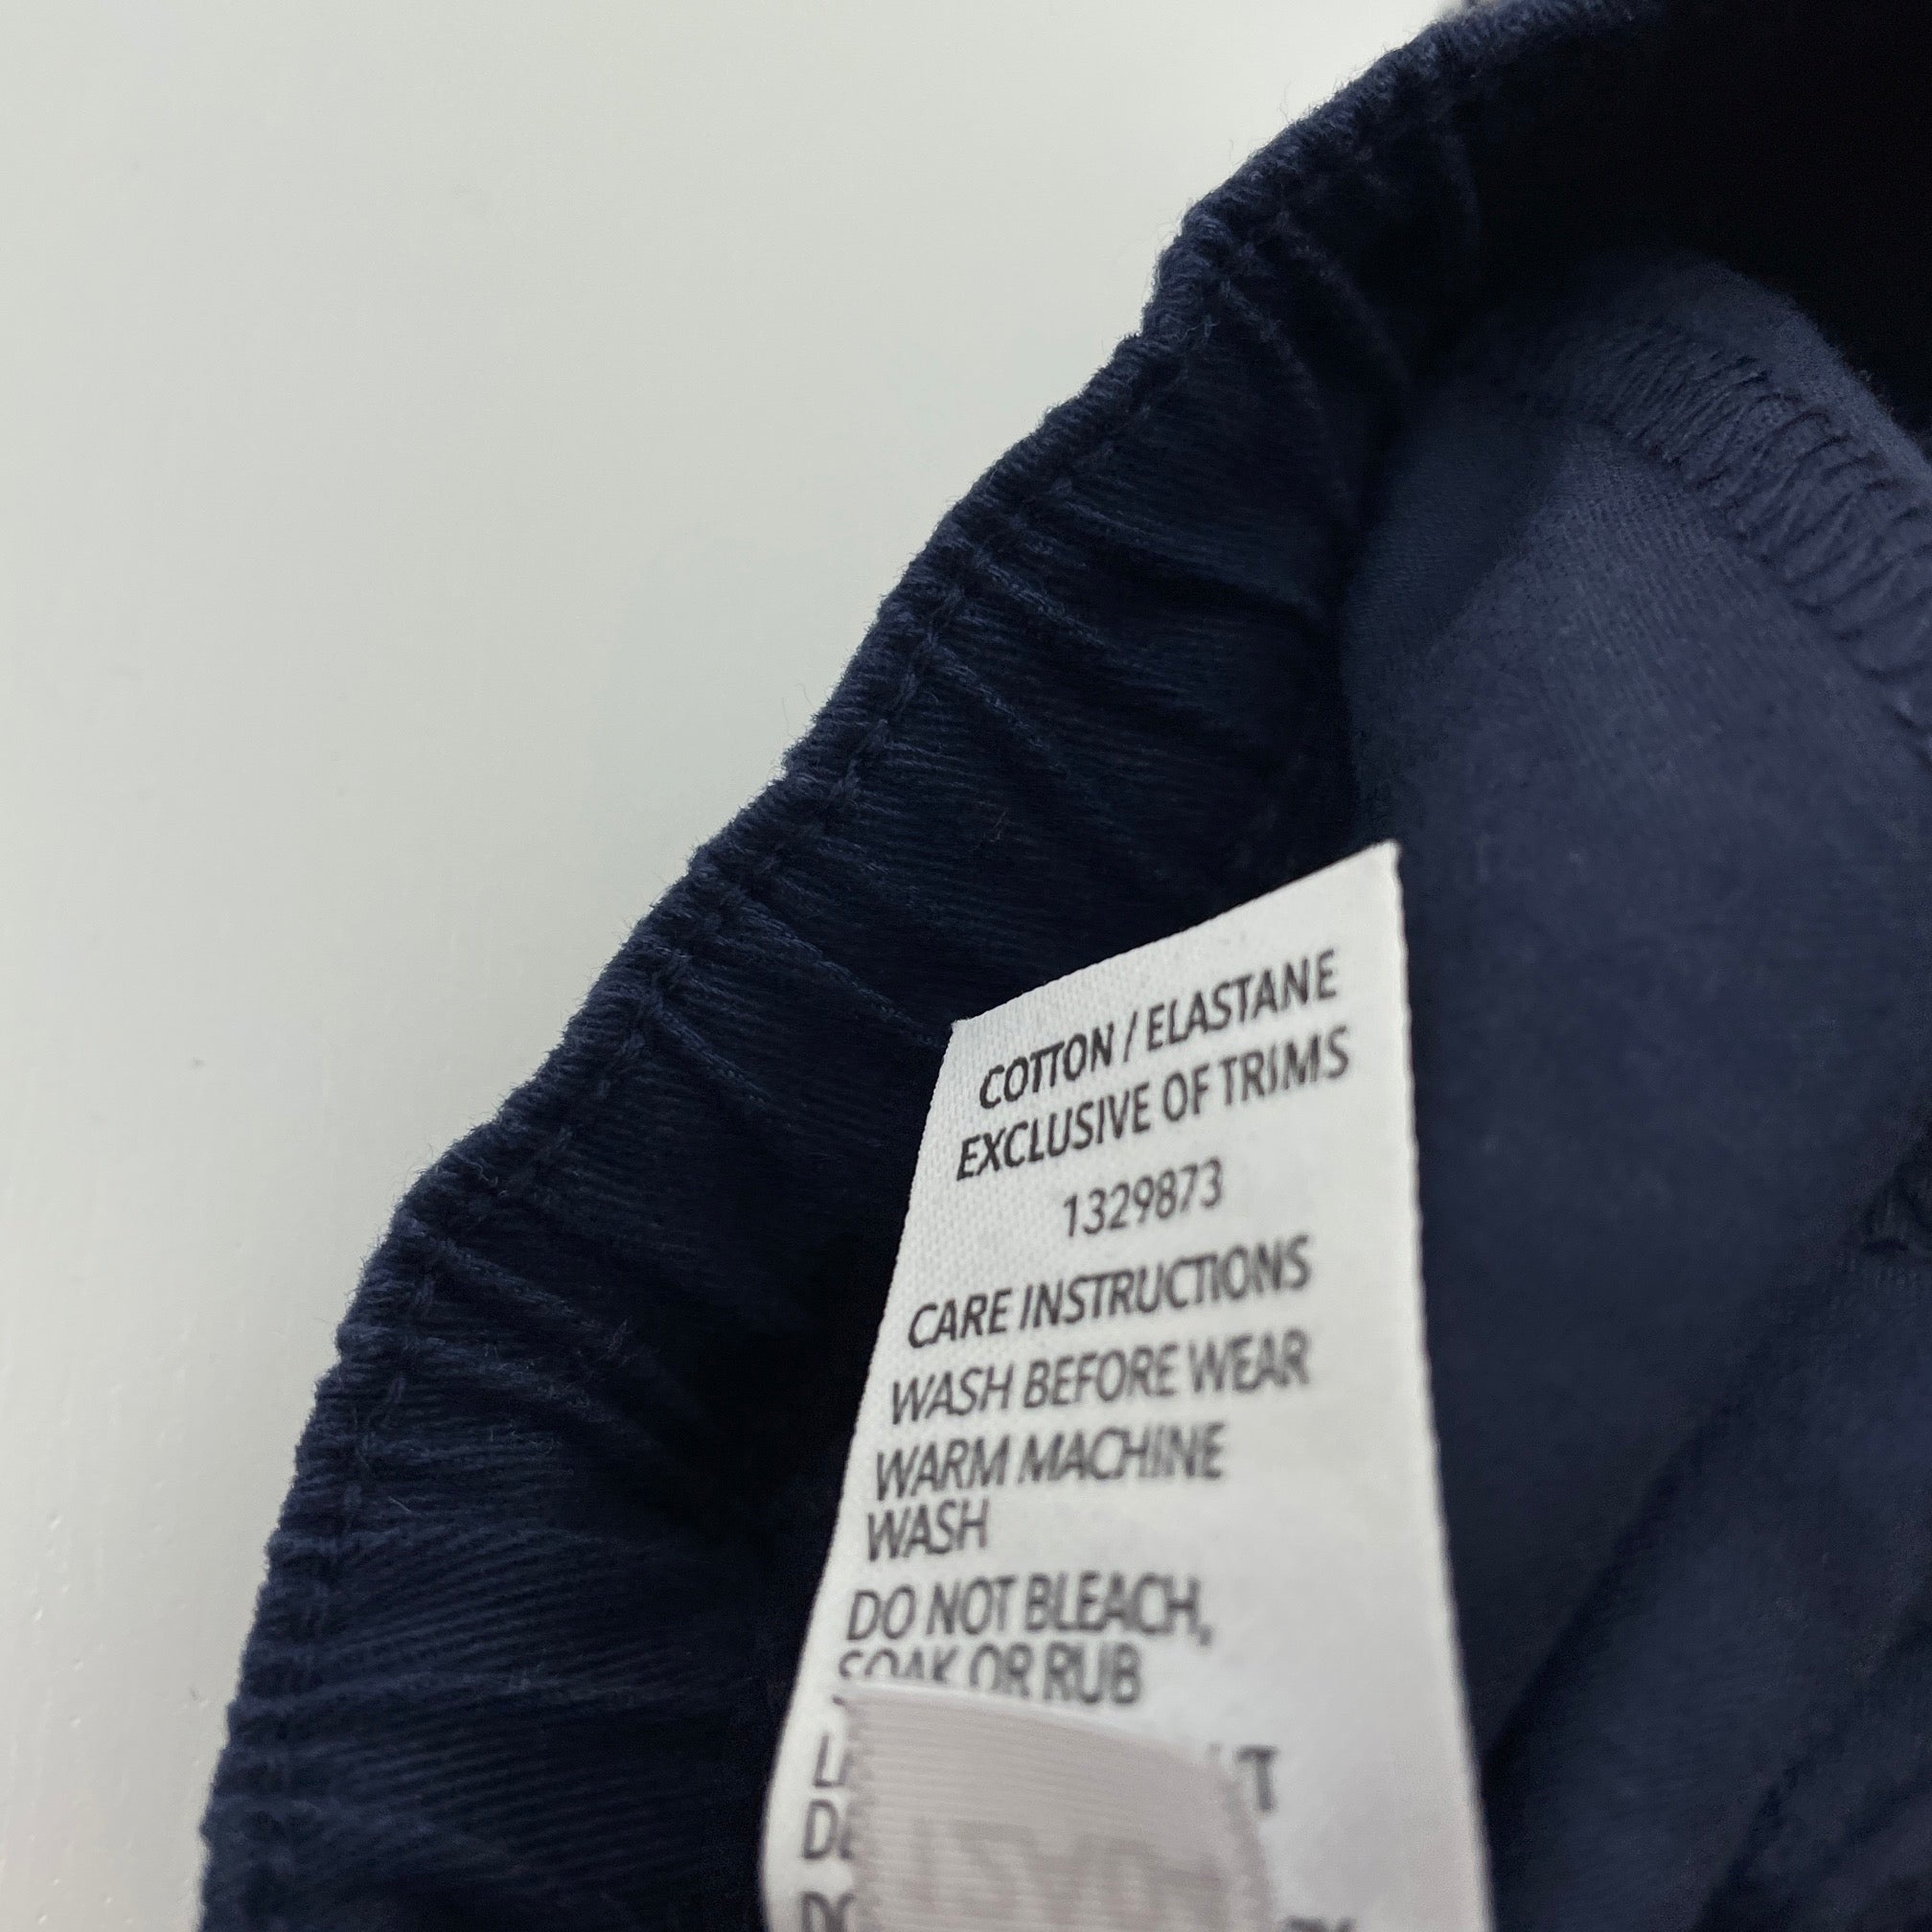 COTTON / ELASTANE
EXCLUSIVE OF TRIMS
1329873
CARE INSTRUCTIONS
WASH BEFORE WEAR
WARM MACHINE
WASH
DO NOT BLEACH,
SOAK OR RUB